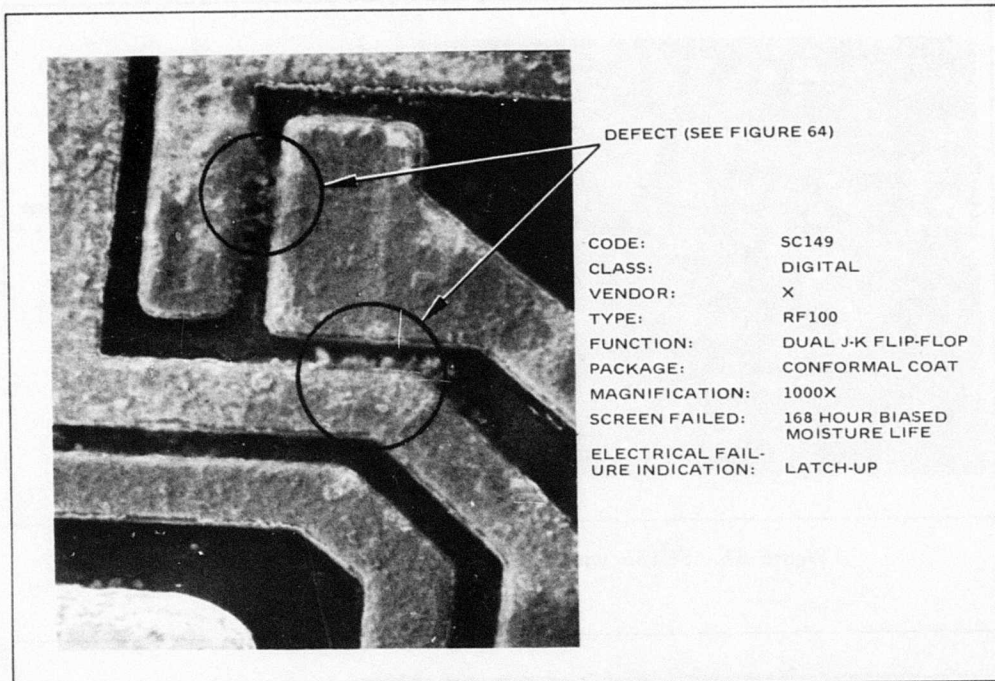 DEFECT (SEE FIGURE 64)
CODE: SC149
CLASS: DIGITAL
VENDOR: X
TYPE: RF100
FUNCTION: DUAL J-K FLIP-FLOP
PACKAGE: CONFORMAL COAT
MAGNIFICATION: 1000X
SCREEN FAILED: 168 HOUR BIASED
MOISTURE LIFE
ELECTRICAL FAIL-
URE INDICATION: LATCH-UP